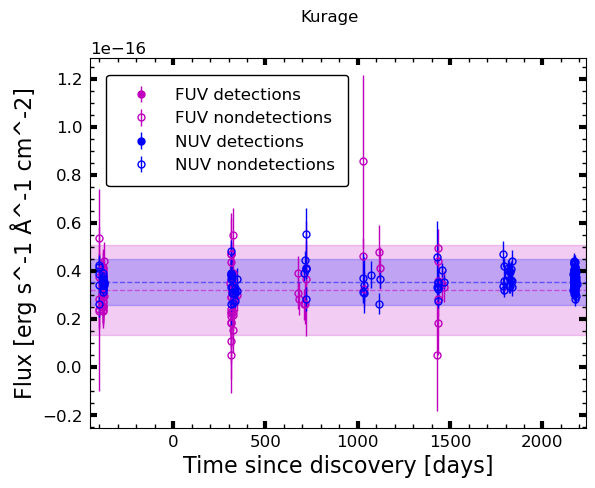 Kurage
1e−16
FUV detections
FUV nondetections
NUV detections
NUV nondetections
1.2
1.0
0.8
0.6
0.4
0.2
0.0
−0.2
Flux [erg s^-1 Å^-1 cm^-2]
0 500 1000 1500 2000
Time since discovery [days]